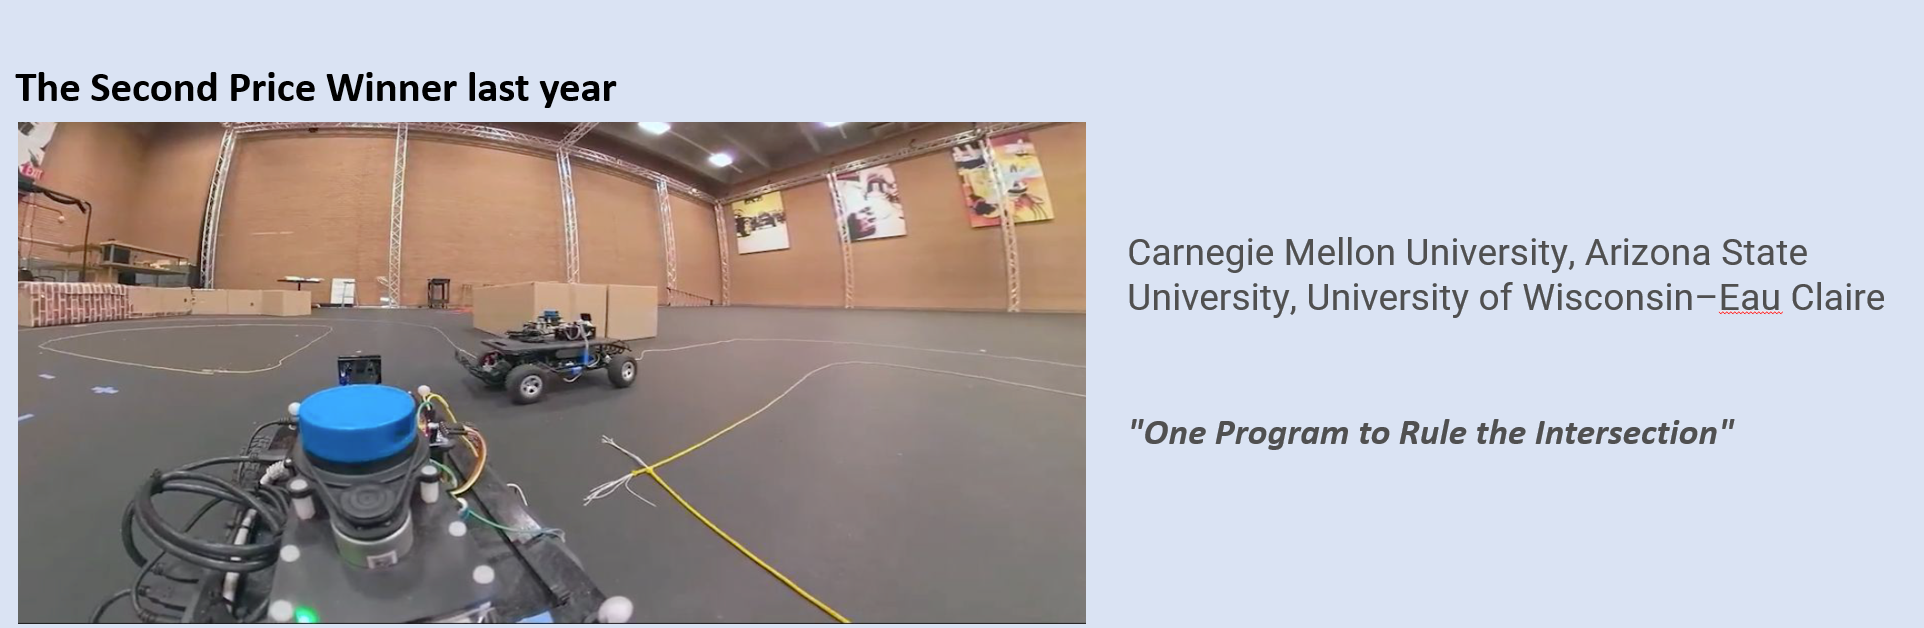 The Second Price Winner last year
EXIT
Carnegie Mellon University, Arizona State
University, University of Wisconsin–Eau Claire
"One Program to Rule the Intersection"